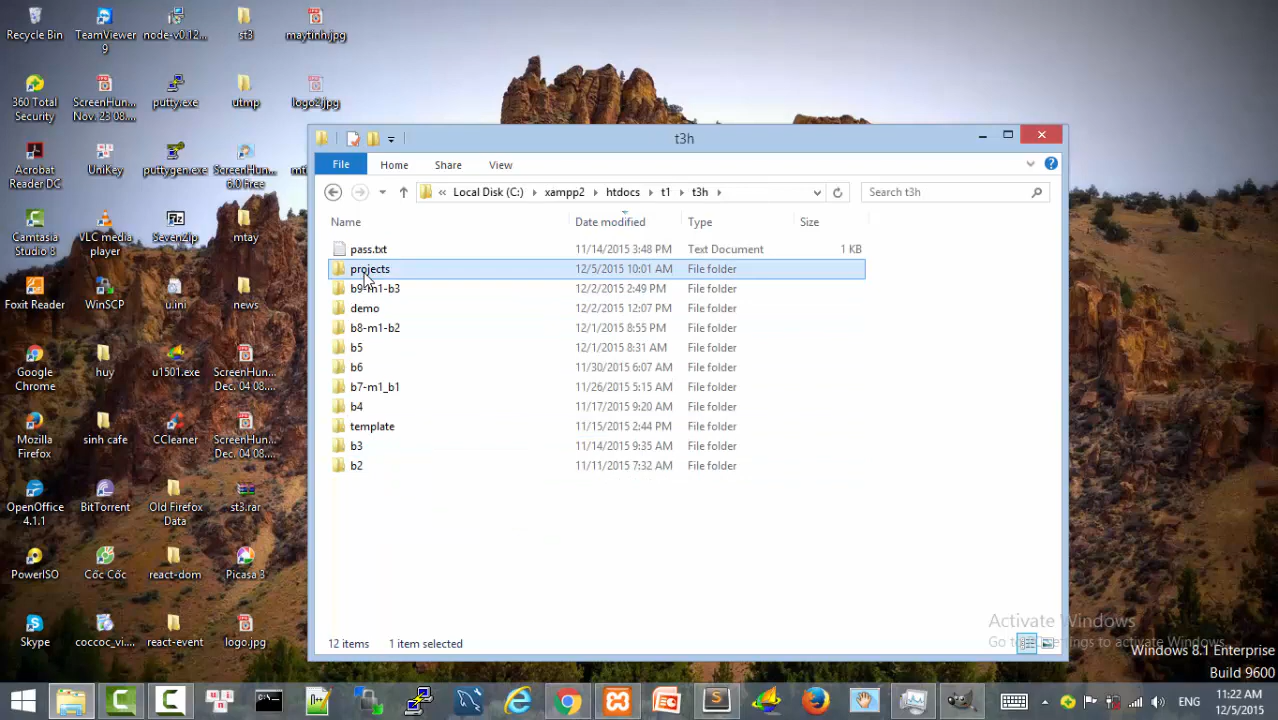 Recycle Bin
TeamViewer 9
node-v0.12...
st3
maytinh.jpg
360 Total Security
ScreenHun... Nov. 23 08....
putty.exe
utmp
logo2.jpg
Acrobat Reader DC
UniKey
puttygen.exe
ScreenHun... 6.0 Free
Camtasia Studio 8
VLC media player
SevenZip
mtay
Foxit Reader
WinSCP
u.ini
news
Google Chrome
huy
u1501.exe
ScreenHun... Dec. 04 08....
Mozilla Firefox
sinh cafe
CCleaner
ScreenHun... Dec. 04 08....
OpenOffice 4.1.1
BitTorrent
Old Firefox Data
st3.rar
PowerISO
Cốc Cốc
react-dom
Picasa 3
Skype
coccoc_vi....
react-event
logo.jpg
t3h
File Home Share View
« Local Disk (C:) xampp2 htdocs t1 t3h
Search t3h
Name Date modified Type Size
pass.txt 11/14/2015 3:48 PM Text Document 1 KB
projects 12/5/2015 10:01 AM File folder
12/2/2015 2:49 PM File folder
demo 12/2/2015 12:07 PM File folder
b8-m1-b2 12/1/2015 8:55 PM File folder
b5 12/1/2015 8:31 AM File folder
b6 11/30/2015 6:07 AM File folder
b7-m1_b1 11/26/2015 5:15 AM File folder
b4 11/17/2015 9:20 AM File folder
template 11/15/2015 2:44 PM File folder
b3 11/14/2015 9:35 AM File folder
b2 11/11/2015 7:32 AM File folder
12 items 1 item selected
Activate Windows
Windows 8.1 Enterprise
Build 9600
ENG
11:22 AM
12/5/2015